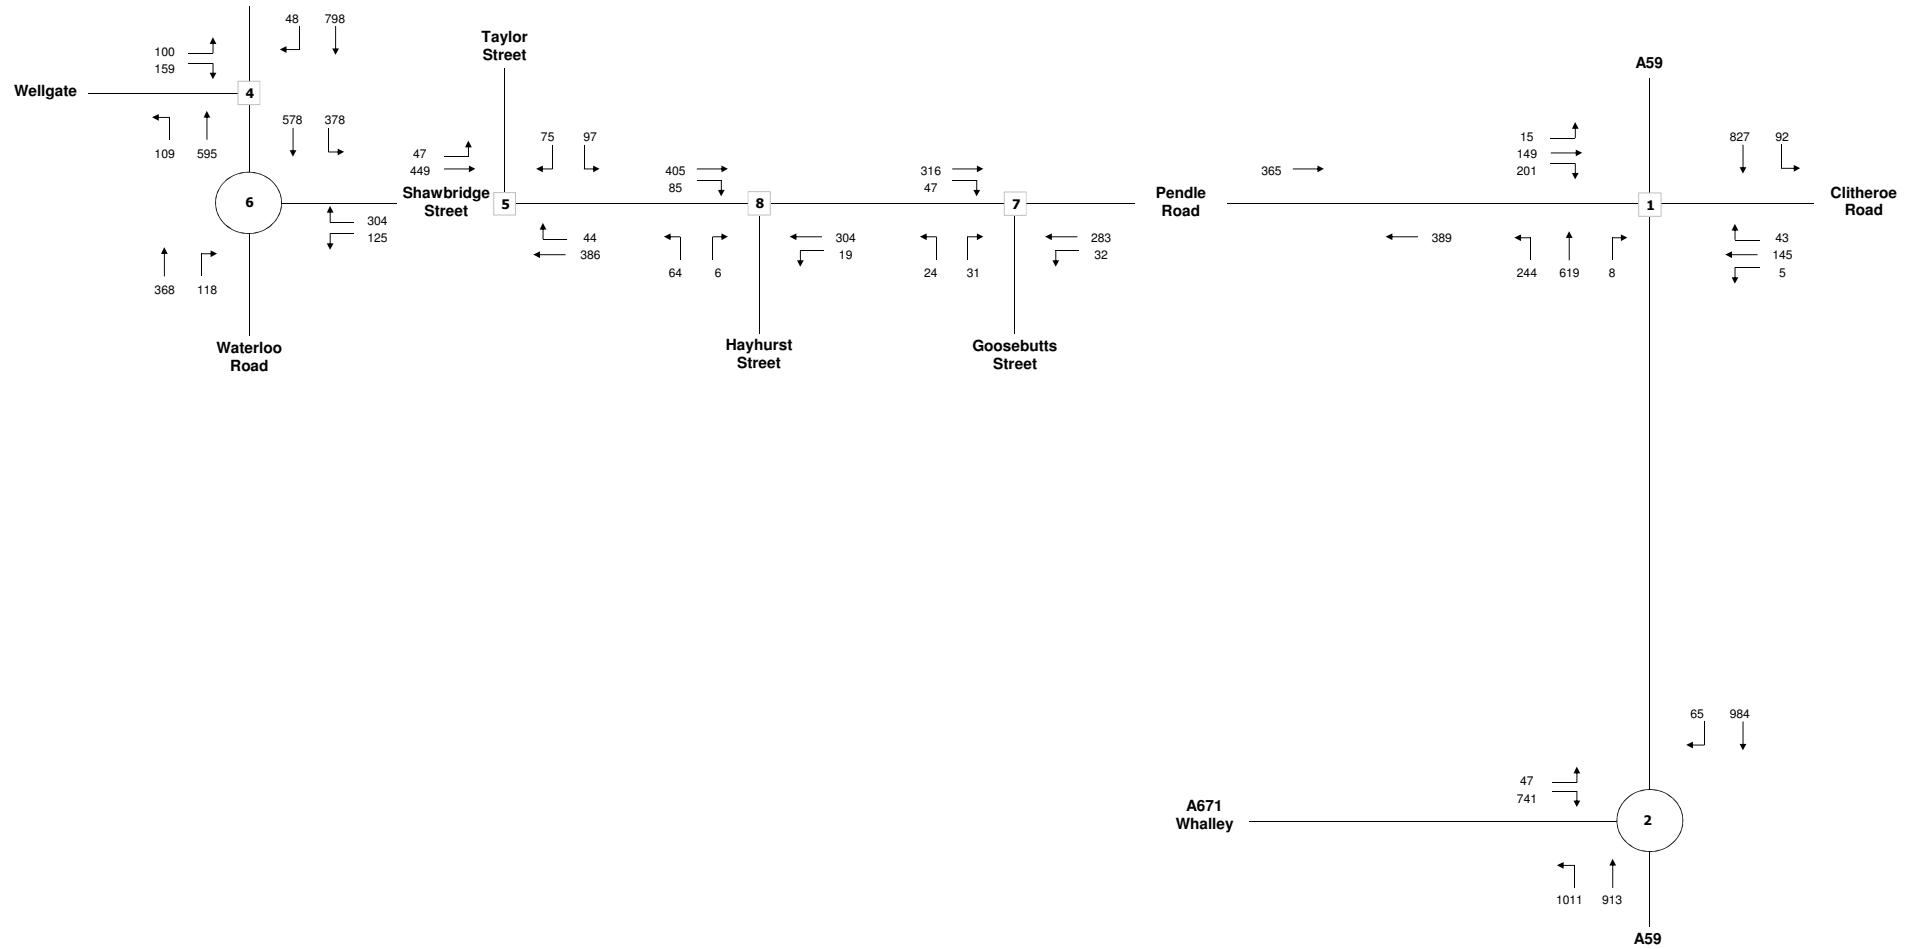 48 798
Taylor
Street
100
159
A59
Wellgate
4
109 595
578 378
47
449
75 97
405
85
316
47
365
15
149
201
827 92
6
Shawbridge
Street
5
8
7
Pendle
Road
1
Clitheroe
Road
304
125
44
386
64 6
304
19
24 31
283
32
389
244 619 8
43
145
5
368 118
Waterloo
Road
Hayhurst
Street
Goosebutts
Street
65 984
47
741
A671
Whalley
2
1011 913
A59